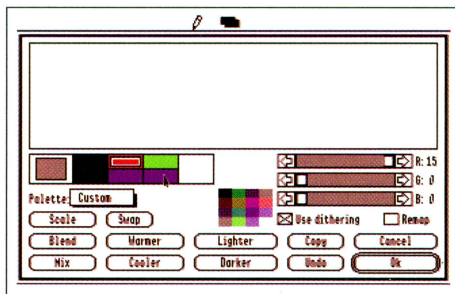 R: 15
G: 0
Palette: Custom
B: 0
Scale Swap Use dithering Remap
Blend Warmer Lighter Copy Cancel
Mix Cooler Darker Undo Ok